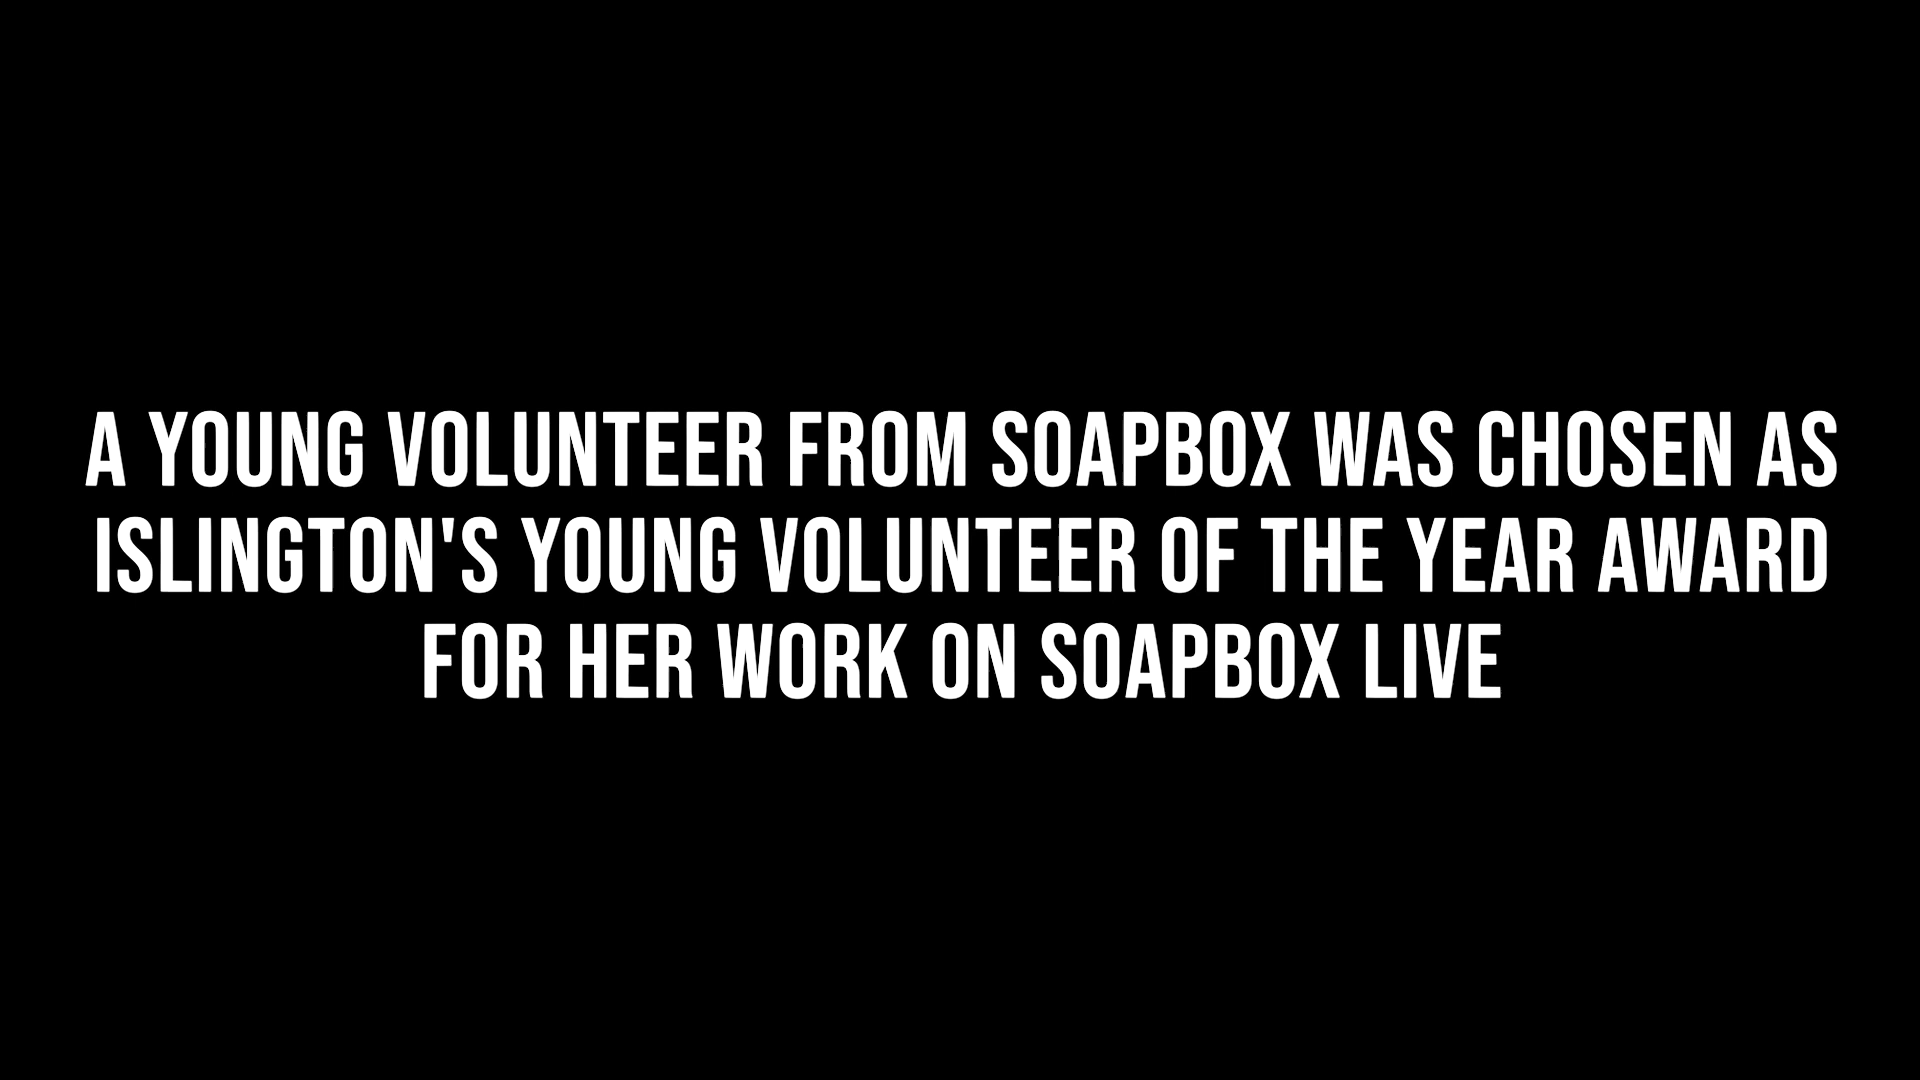 A YOUNG VOLUNTEER FROM SOAPBOX WAS CHOSEN AS
ISLINGTON'S YOUNG VOLUNTEER OF THE YEAR AWARD
FOR HER WORK ON SOAPBOX LIVE